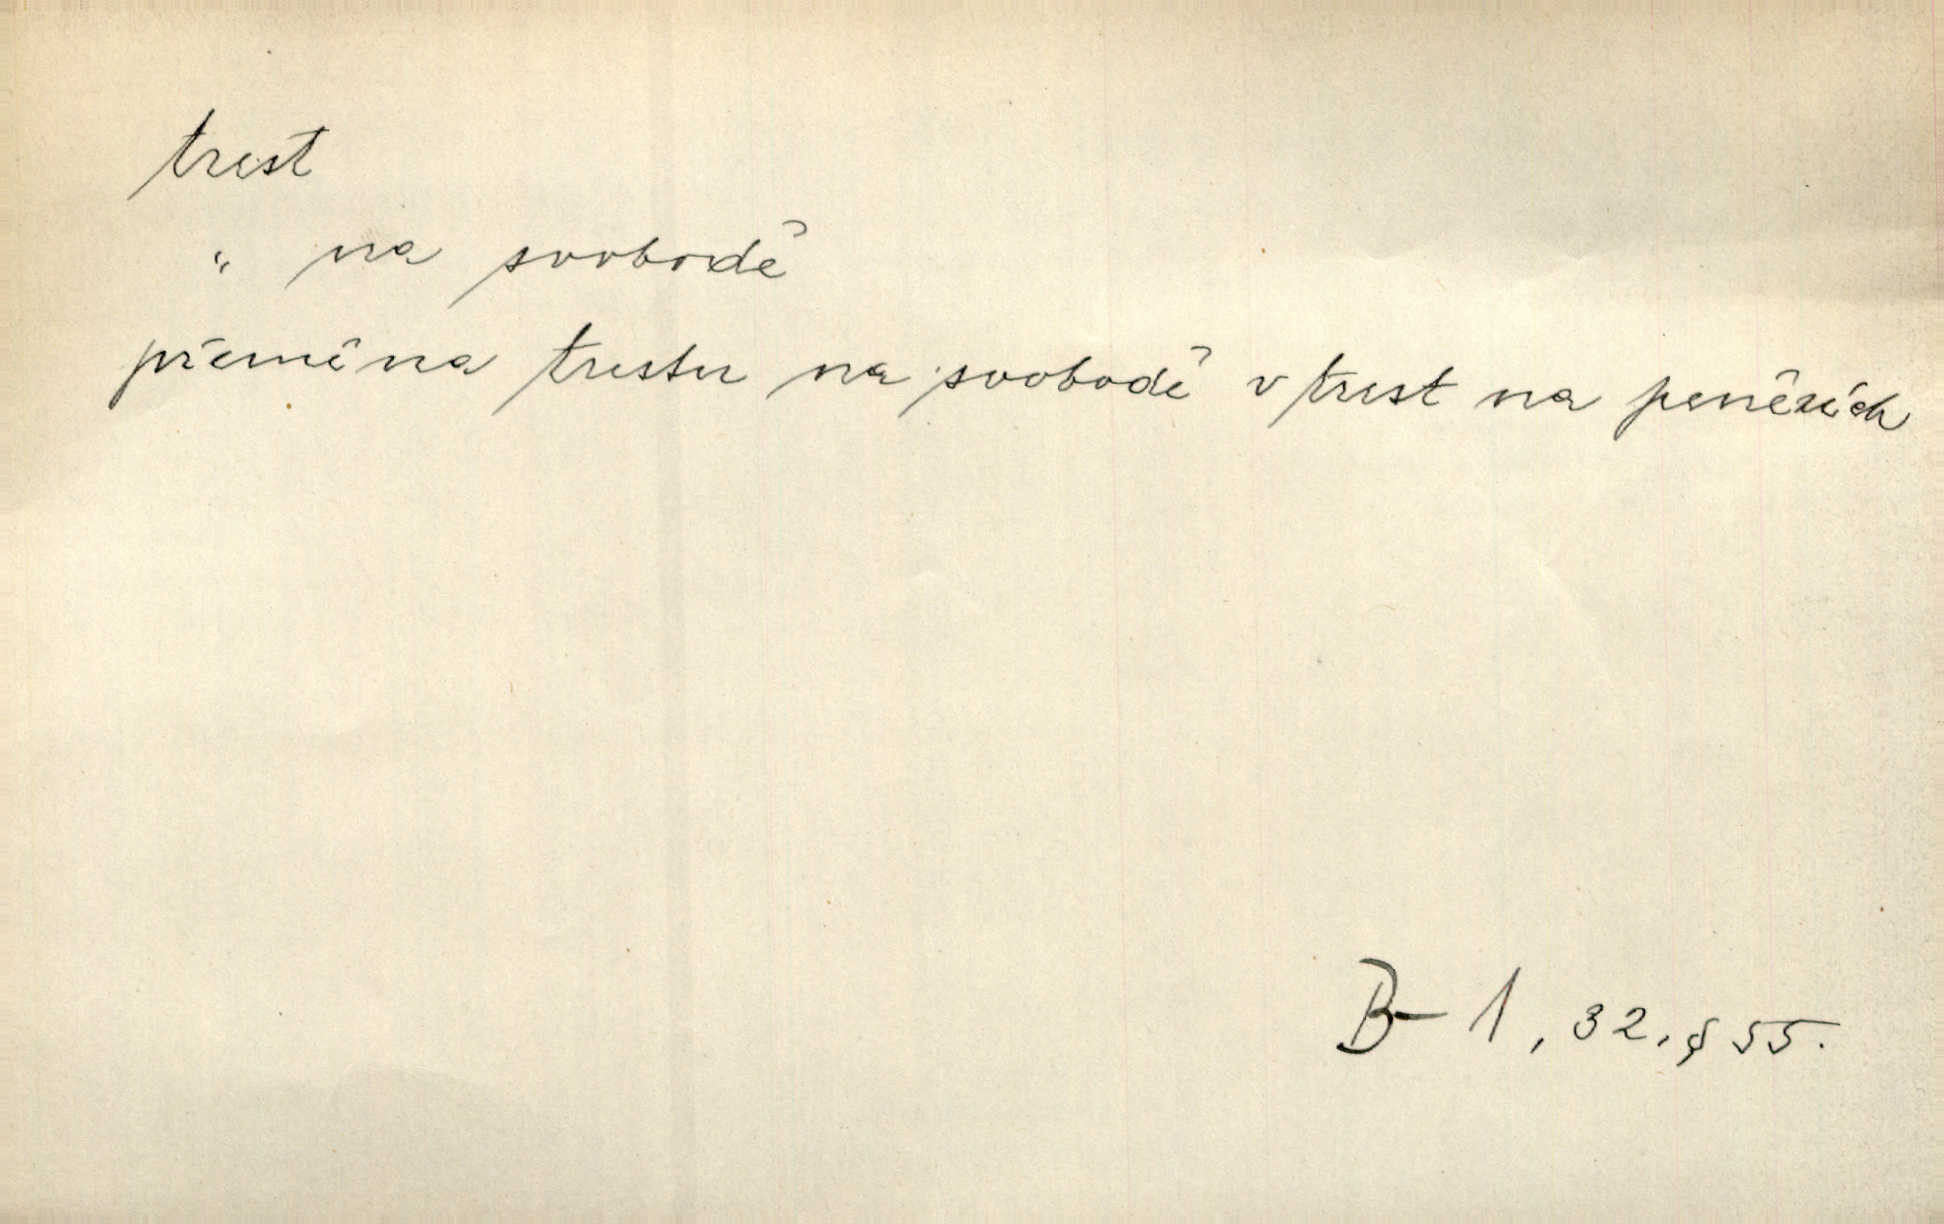 trest
" na svobodě
přeměna trestu na svobodě v trest na penězích
B- 1, 32, § 55.